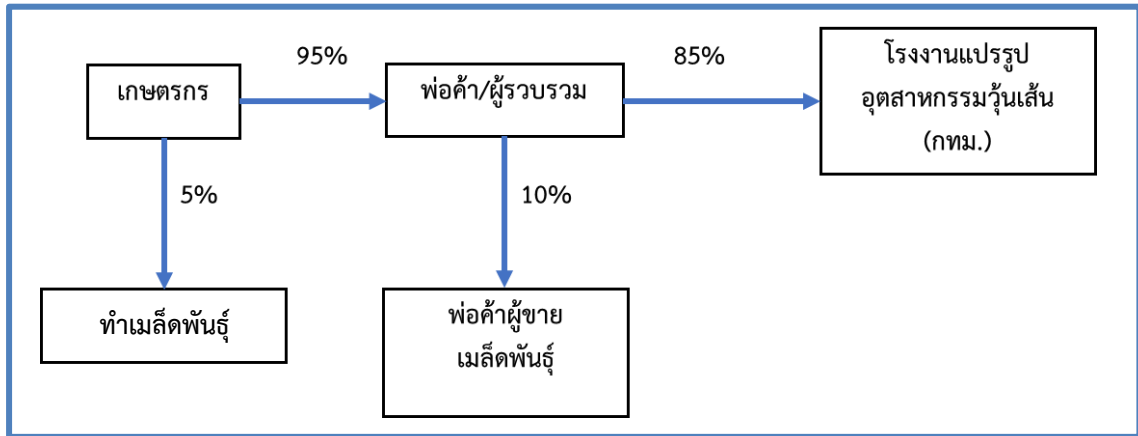 95%
85%
เกษตรกร
พ่อค้า/ผู้รวบรวม
โรงงานแปรรูป
อุตสาหกรรมวุ้นเส้น
(กทม.)
5%
10%
ทำเมล็ดพันธุ์
พ่อค้าผู้ขาย
เมล็ดพันธุ์